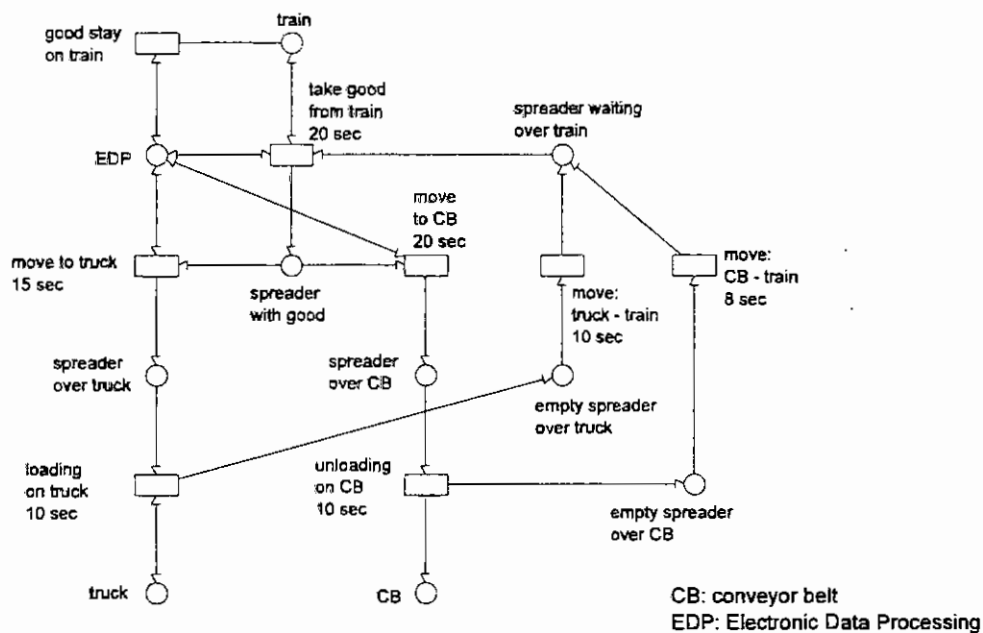 train
good stay
on train
take good
from train
20 sec
spreader waiting
over train
EDP
move
to CB
20 sec
move to truck
15 sec
spreader
with good
move:
truck - train
10 sec
move:
CB - train
8 sec
spreader
over truck
spreader
over CB
empty spreader
over truck
loading
on truck
10 sec
unloading
on CB
10 sec
empty spreader
over CB
truck
CB
CB: conveyor belt
EDP: Electronic Data Processing